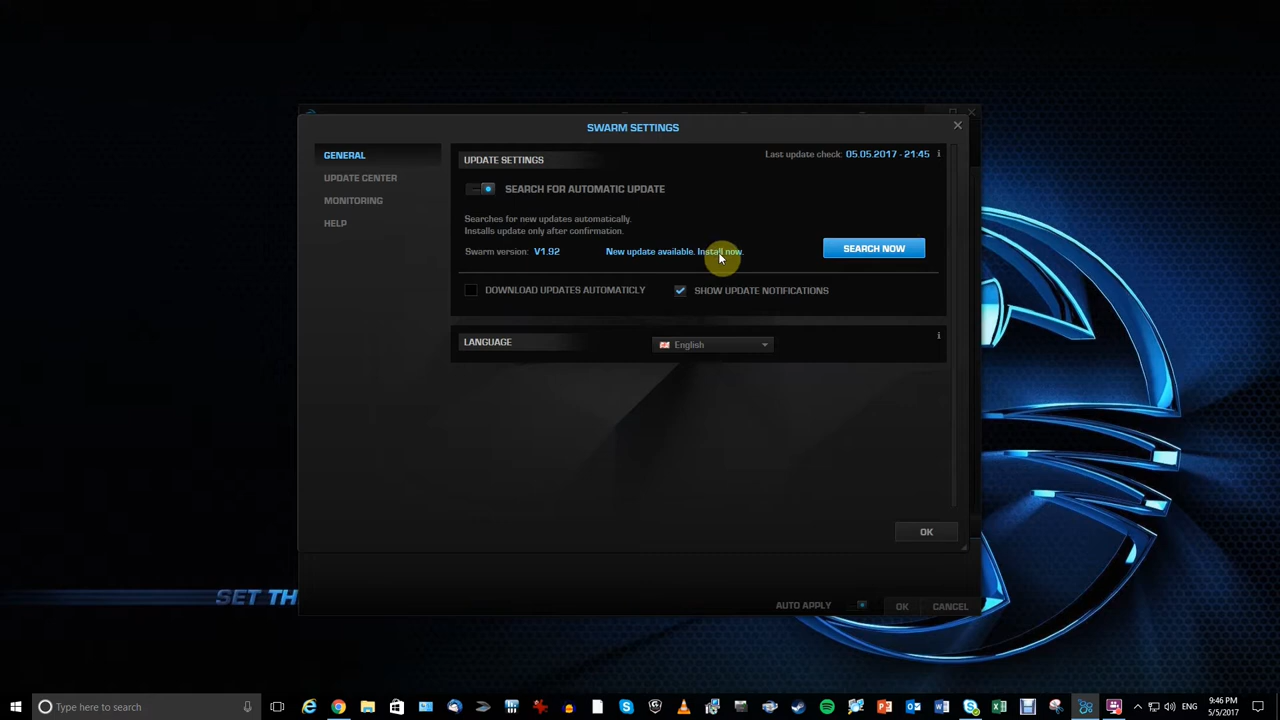 SWARM SETTINGS
GENERAL
UPDATE CENTER
MONITORING
HELP
UPDATE SETTINGS
Last update check: 05.05.2017 - 21:45
SEARCH FOR AUTOMATIC UPDATE
Searches for new updates automatically.
Installs update only after confirmation.
Swarm version: V1.92
New update available. Install now.
SEARCH NOW
DOWNLOAD UPDATES AUTOMATICLY
SHOW UPDATE NOTIFICATIONS
LANGUAGE
English
OK
SET TH
AUTO APPLY
OK
CANCEL
Type here to search
ENG
9:46 PM
5/5/2017